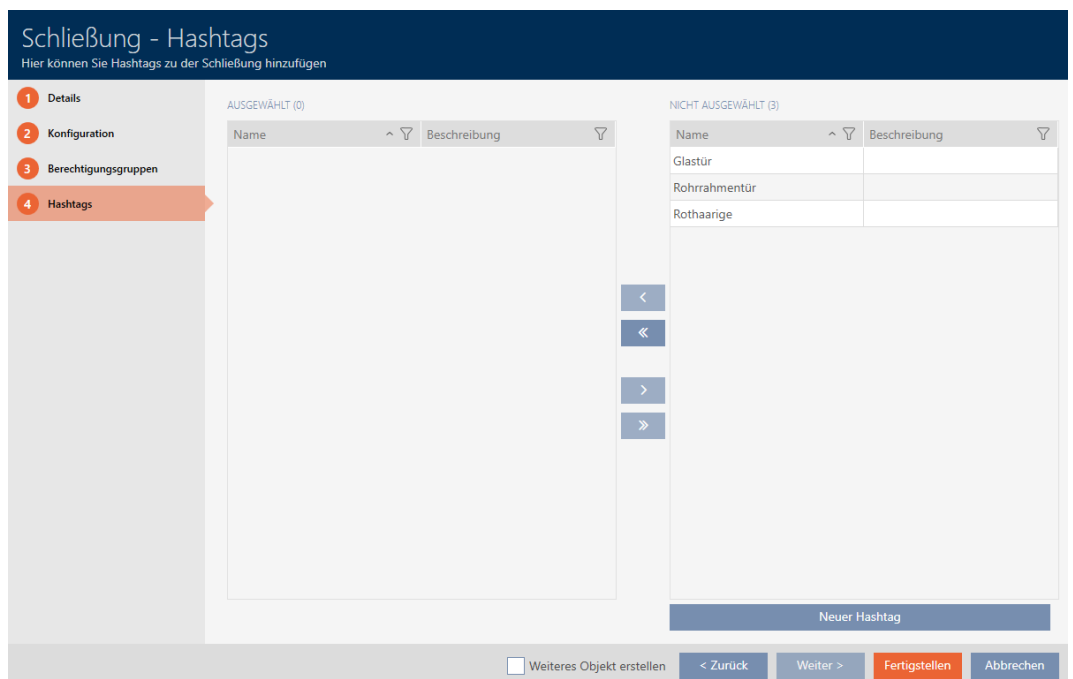 Schließung - Hashtags
Hier können Sie Hashtags zu der Schließung hinzufügen
1 Details
2 Konfiguration
3 Berechtigungsgruppen
4 Hashtags
AUSGEWÄHLT (0)
Name Beschreibung
NICHT AUSGEWÄHLT (3)
Name Beschreibung
Glastür
Rohrrahmentür
Rothaarige
<
«
>
»
Neuer Hashtag
Weiteres Objekt erstellen
< Zurück
Weiter >
Fertigstellen
Abbrechen